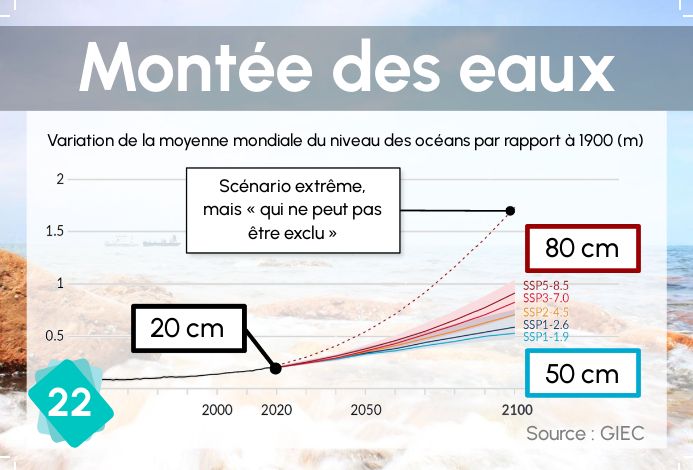 Montée des eaux
Variation de la moyenne mondiale du niveau des océans par rapport à 1900 (m)
2
Scénario extrême,
mais « qui ne peut pas
être exclu »
1.5
80 cm
1
SSP5-8.5
SSP3-7.0
SSP2-4.5
SSP1-2.6
SSP1-1.9
20 cm
0.5
50 cm
22
2000
2020
2050
2100
Source : GIEC